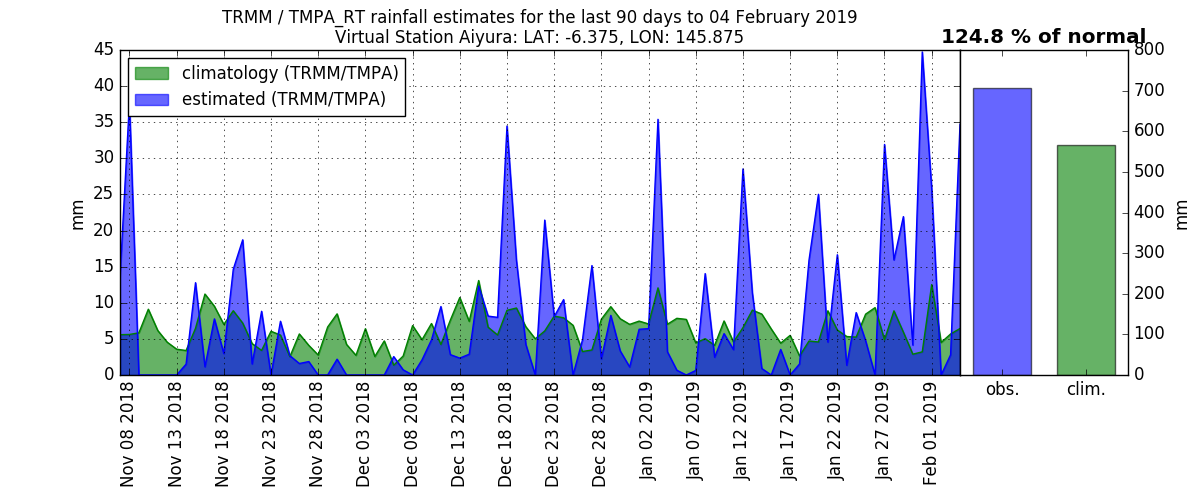 TRMM / TMPA_RT rainfall estimates for the last 90 days to 04 February 2019
Virtual Station Aiyura: LAT: -6.375, LON: 145.875
124.8 % of normal
climatology (TRMM/TMPA)
estimated (TRMM/TMPA)
45
40
35
30
25
20
15
10
5
0
mm
Nov 08 2018
Nov 13 2018
Nov 18 2018
Nov 23 2018
Nov 28 2018
Dec 03 2018
Dec 08 2018
Dec 13 2018
Dec 18 2018
Dec 23 2018
Dec 28 2018
Jan 02 2019
Jan 07 2019
Jan 12 2019
Jan 17 2019
Jan 22 2019
Jan 27 2019
Feb 01 2019
obs.
clim.
800
700
600
500
400
300
200
100
0
mm